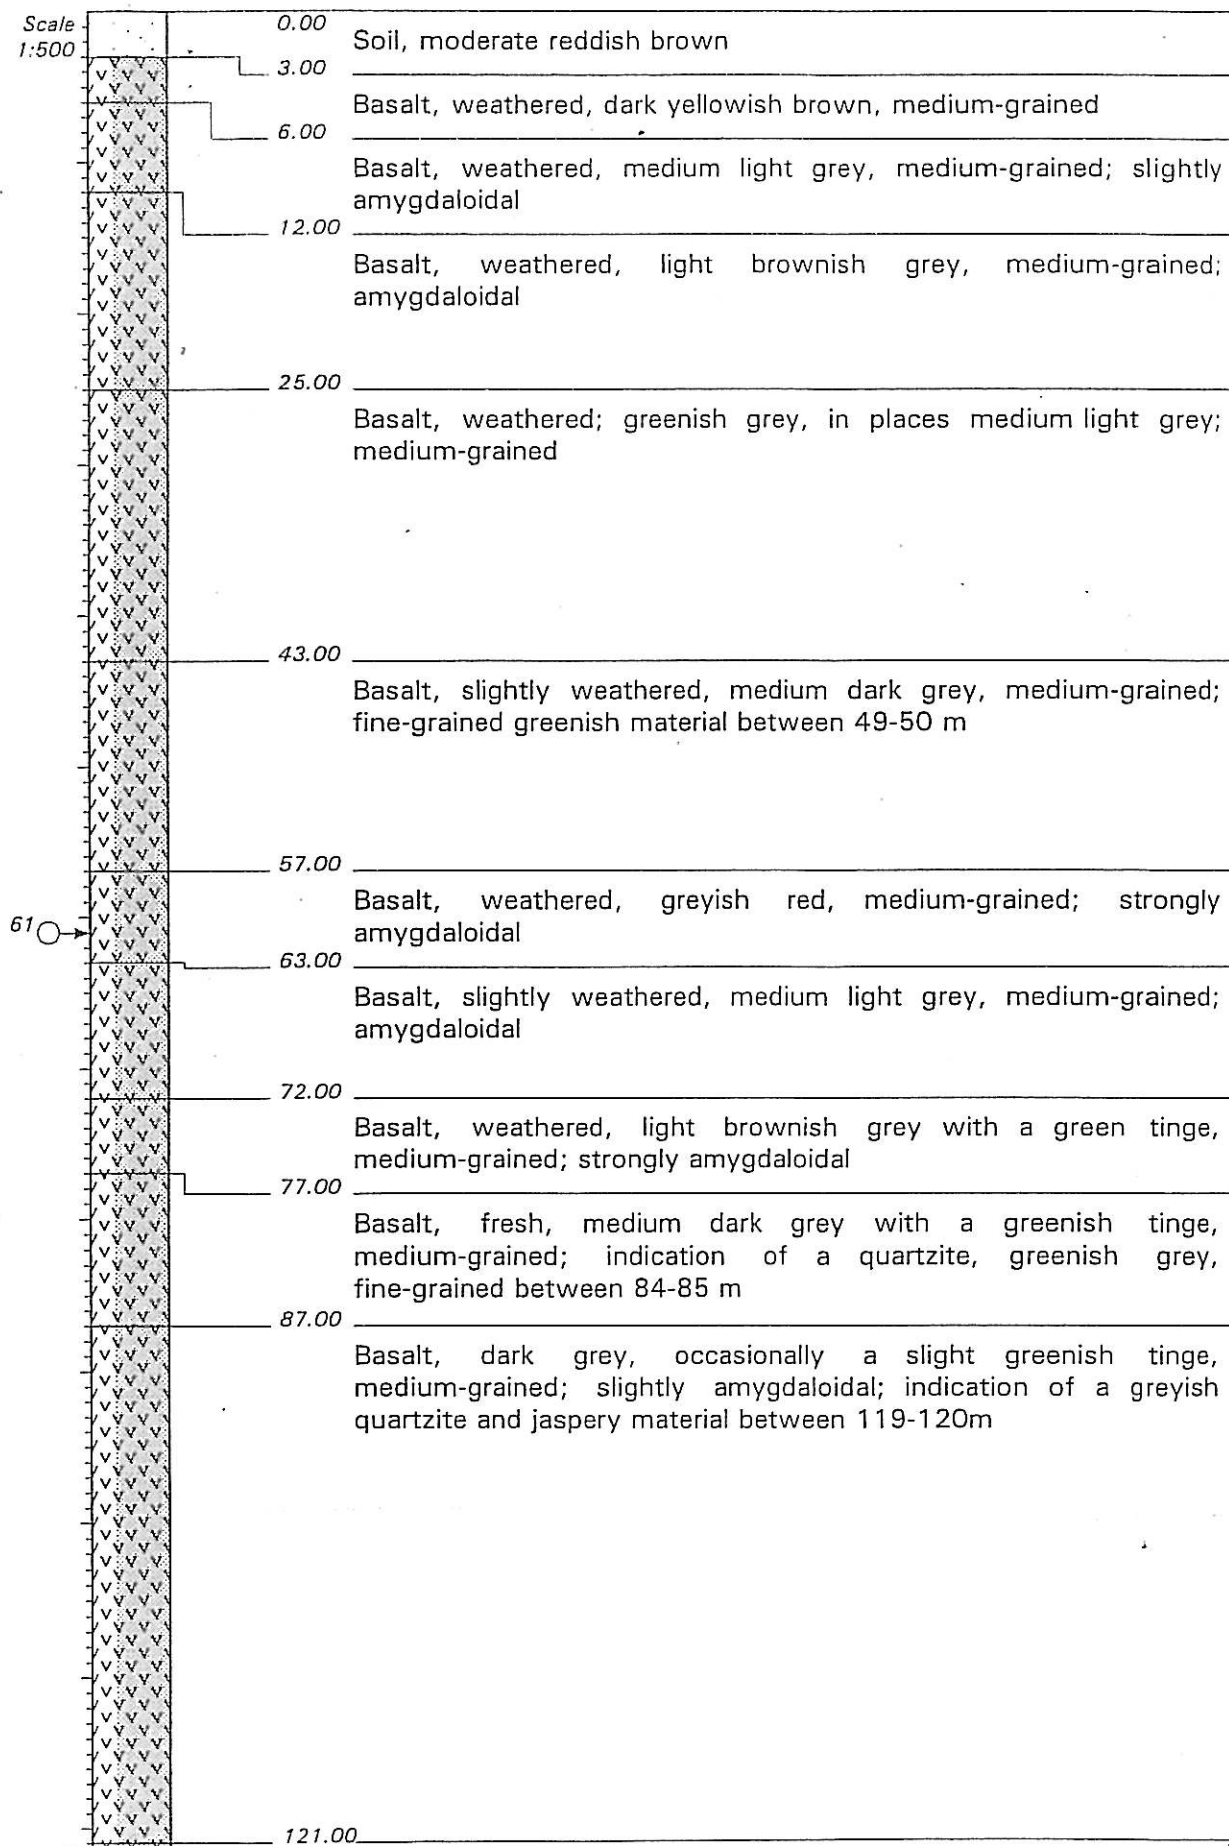 Scale
1:500
0.00
Soil, moderate reddish brown
3.00
Basalt, weathered, dark yellowish brown, medium-grained
6.00
Basalt, weathered, medium light grey, medium-grained; slightly
amygdaloidal
12.00
Basalt, weathered, light brownish grey, medium-grained;
amygdaloidal
25.00
Basalt, weathered; greenish grey, in places medium light grey;
medium-grained
43.00
Basalt, slightly weathered, medium dark grey, medium-grained;
fine-grained greenish material between 49-50 m
57.00
Basalt, weathered, greyish red, medium-grained; strongly
amygdaloidal
61
63.00
Basalt, slightly weathered, medium light grey, medium-grained;
amygdaloidal
72.00
Basalt, weathered, light brownish grey with a green tinge,
medium-grained; strongly amygdaloidal
77.00
Basalt, fresh, medium dark grey with a greenish tinge,
medium-grained; indication of a quartzite, greenish grey,
fine-grained between 84-85 m
87.00
Basalt, dark grey, occasionally a slight greenish tinge,
medium-grained; slightly amygdaloidal; indication of a greyish
quartzite and jaspery material between 119-120m
121.00